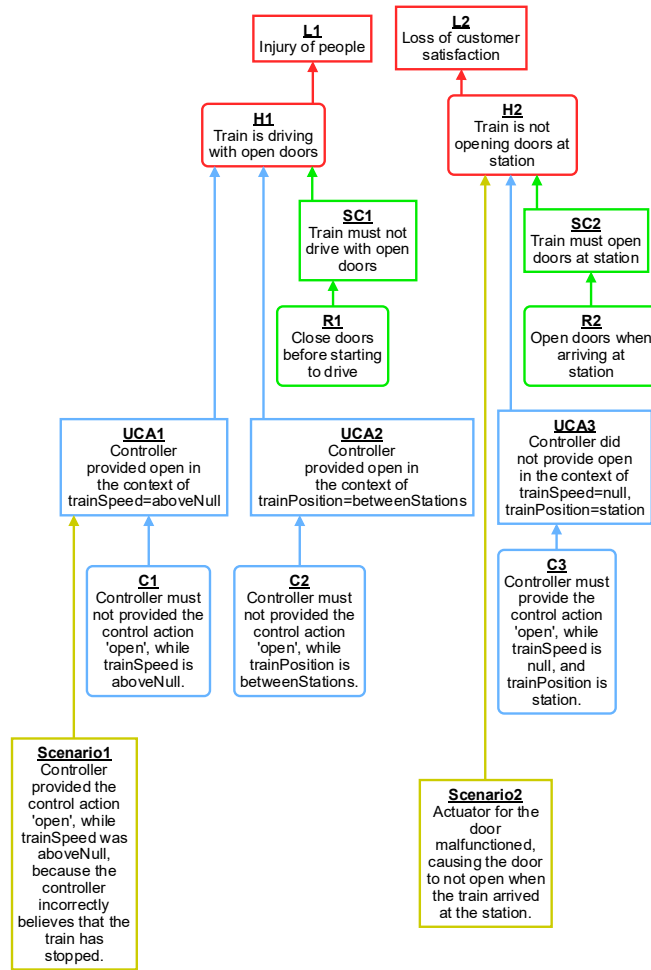 L1
Injury of people
L2
Loss of customer
satisfaction
H1
Train is driving
with open doors
H2
Train is not
opening doors at
station
SC1
Train must not
drive with open
doors
SC2
Train must open
doors at station
R1
Close doors
before starting
to drive
R2
Open doors when
arriving at
station
UCA1
Controller
provided open in
the context of
trainSpeed=aboveNull
UCA2
Controller
provided open in
the context of
trainPosition=betweenStations
UCA3
Controller did
not provide open
in the context of
trainSpeed=null,
trainPosition=station
C1
Controller must
not provided the
control action
'open', while
trainSpeed is
aboveNull.
C2
Controller must
not provided the
control action
'open', while
trainPosition is
betweenStations.
C3
Controller must
provide the
control action
'open', while
trainSpeed is
null, and
trainPosition is
station.
Scenario1
Controller
provided the
control action
'open', while
trainSpeed was
aboveNull,
because the
controller
incorrectly
believes that the
train has
stopped.
Scenario2
Actuator for the
door
malfunctioned,
causing the door
to not open when
the train arrived
at the station.